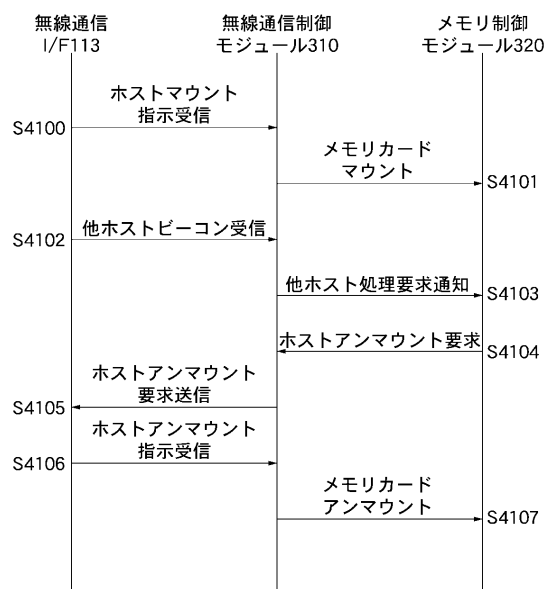 無線通信
I/F113
無線通信制御
モジュール310
メモリ制御
モジュール320
ホストマウント
指示受信
S4100
メモリカード
マウント
S4101
他ホストビーコン受信
S4102
他ホスト処理要求通知
S4103
ホストアンマウント要求
S4104
ホストアンマウント
要求送信
S4105
ホストアンマウント
指示受信
S4106
メモリカード
アンマウント
S4107